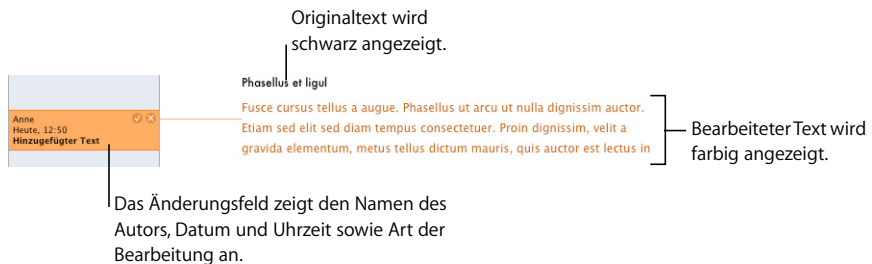 Originaltext wird
schwarz angezeigt.
Phasellus et ligul
Anne
Heute, 12:50
Hinzugefügter Text
Fusce cursus tellus a augue. Phasellus ut arcu ut nulla dignissim auctor.
Etiam sed elit sed diam tempus consectetuer. Proin dignissim, velit a
gravida elementum, metus tellus dictum mauris, quis auctor est lectus in
Bearbeiteter Text wird
farbig angezeigt.
Das Änderungsfeld zeigt den Namen des
Autors, Datum und Uhrzeit sowie Art der
Bearbeitung an.